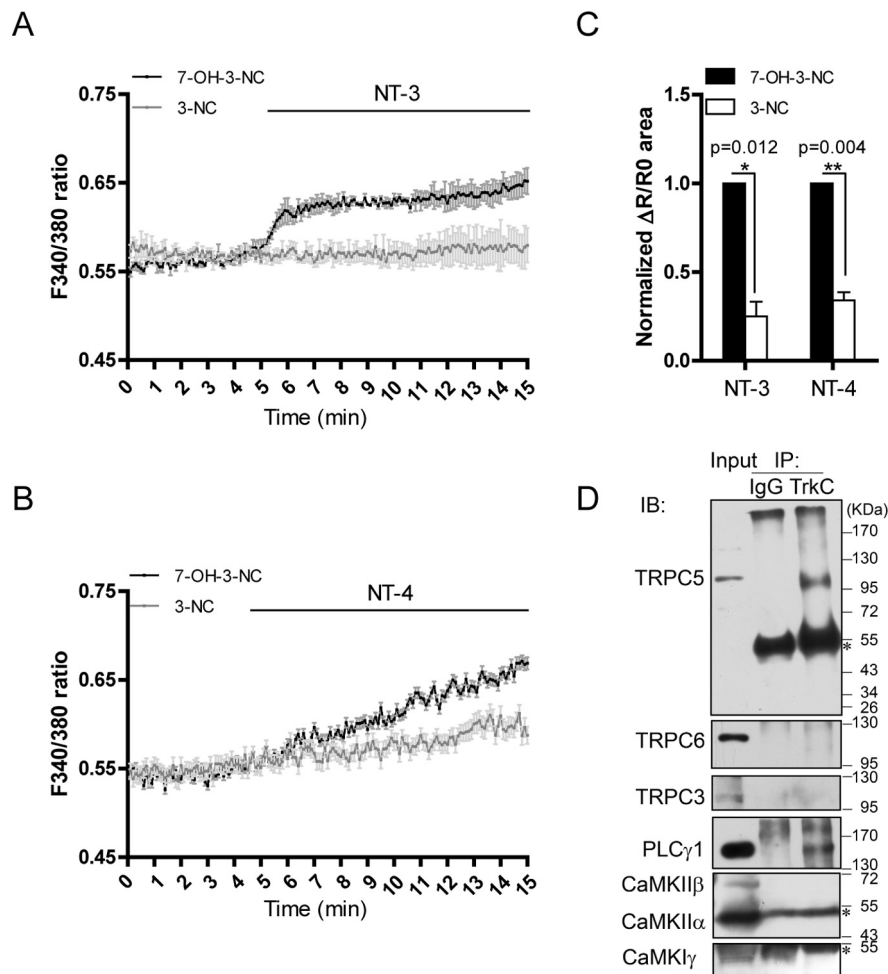 A
7-OH-3-NC
3-NC
NT-3
0.75
0.65
0.55
0.45
F340/380 ratio
0 1 2 3 4 5 6 7 8 9 10 11 12 13 14 15
Time (min)
B
7-OH-3-NC
3-NC
NT-4
0.75
0.65
0.55
0.45
F340/380 ratio
0 1 2 3 4 5 6 7 8 9 10 11 12 13 14 15
Time (min)
C
7-OH-3-NC
3-NC
1.5
1.0
0.5
0.0
Normalized ΔR/R0 area
p=0.012 p=0.004
* **
NT-3 NT-4
D
Input IP:
IB: IgG TrkC (KDa)
170
130
TRPC5
95
72
55
*
43
34
26
130
TRPC6
95
130
TRPC3
95
170
PLCγ1
130
72
CaMKIIβ
55
*
CaMKIIα
43
55
*
CaMKIγ